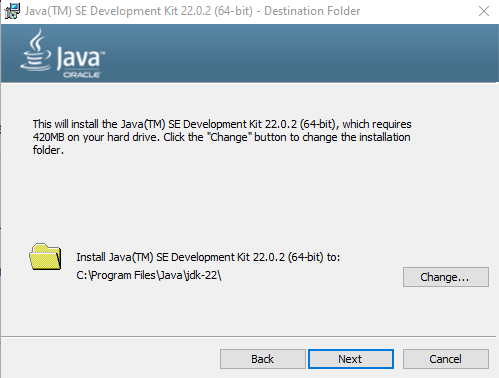 Java(TM) SE Development Kit 22.0.2 (64-bit) - Destination Folder
Java
ORACLE
This will install the Java(TM) SE Development Kit 22.0.2 (64-bit), which requires
420MB on your hard drive. Click the "Change" button to change the installation
folder.
Install Java(TM) SE Development Kit 22.0.2 (64-bit) to:
C:\Program Files\Java\jdk-22\
Change...
Back
Next
Cancel